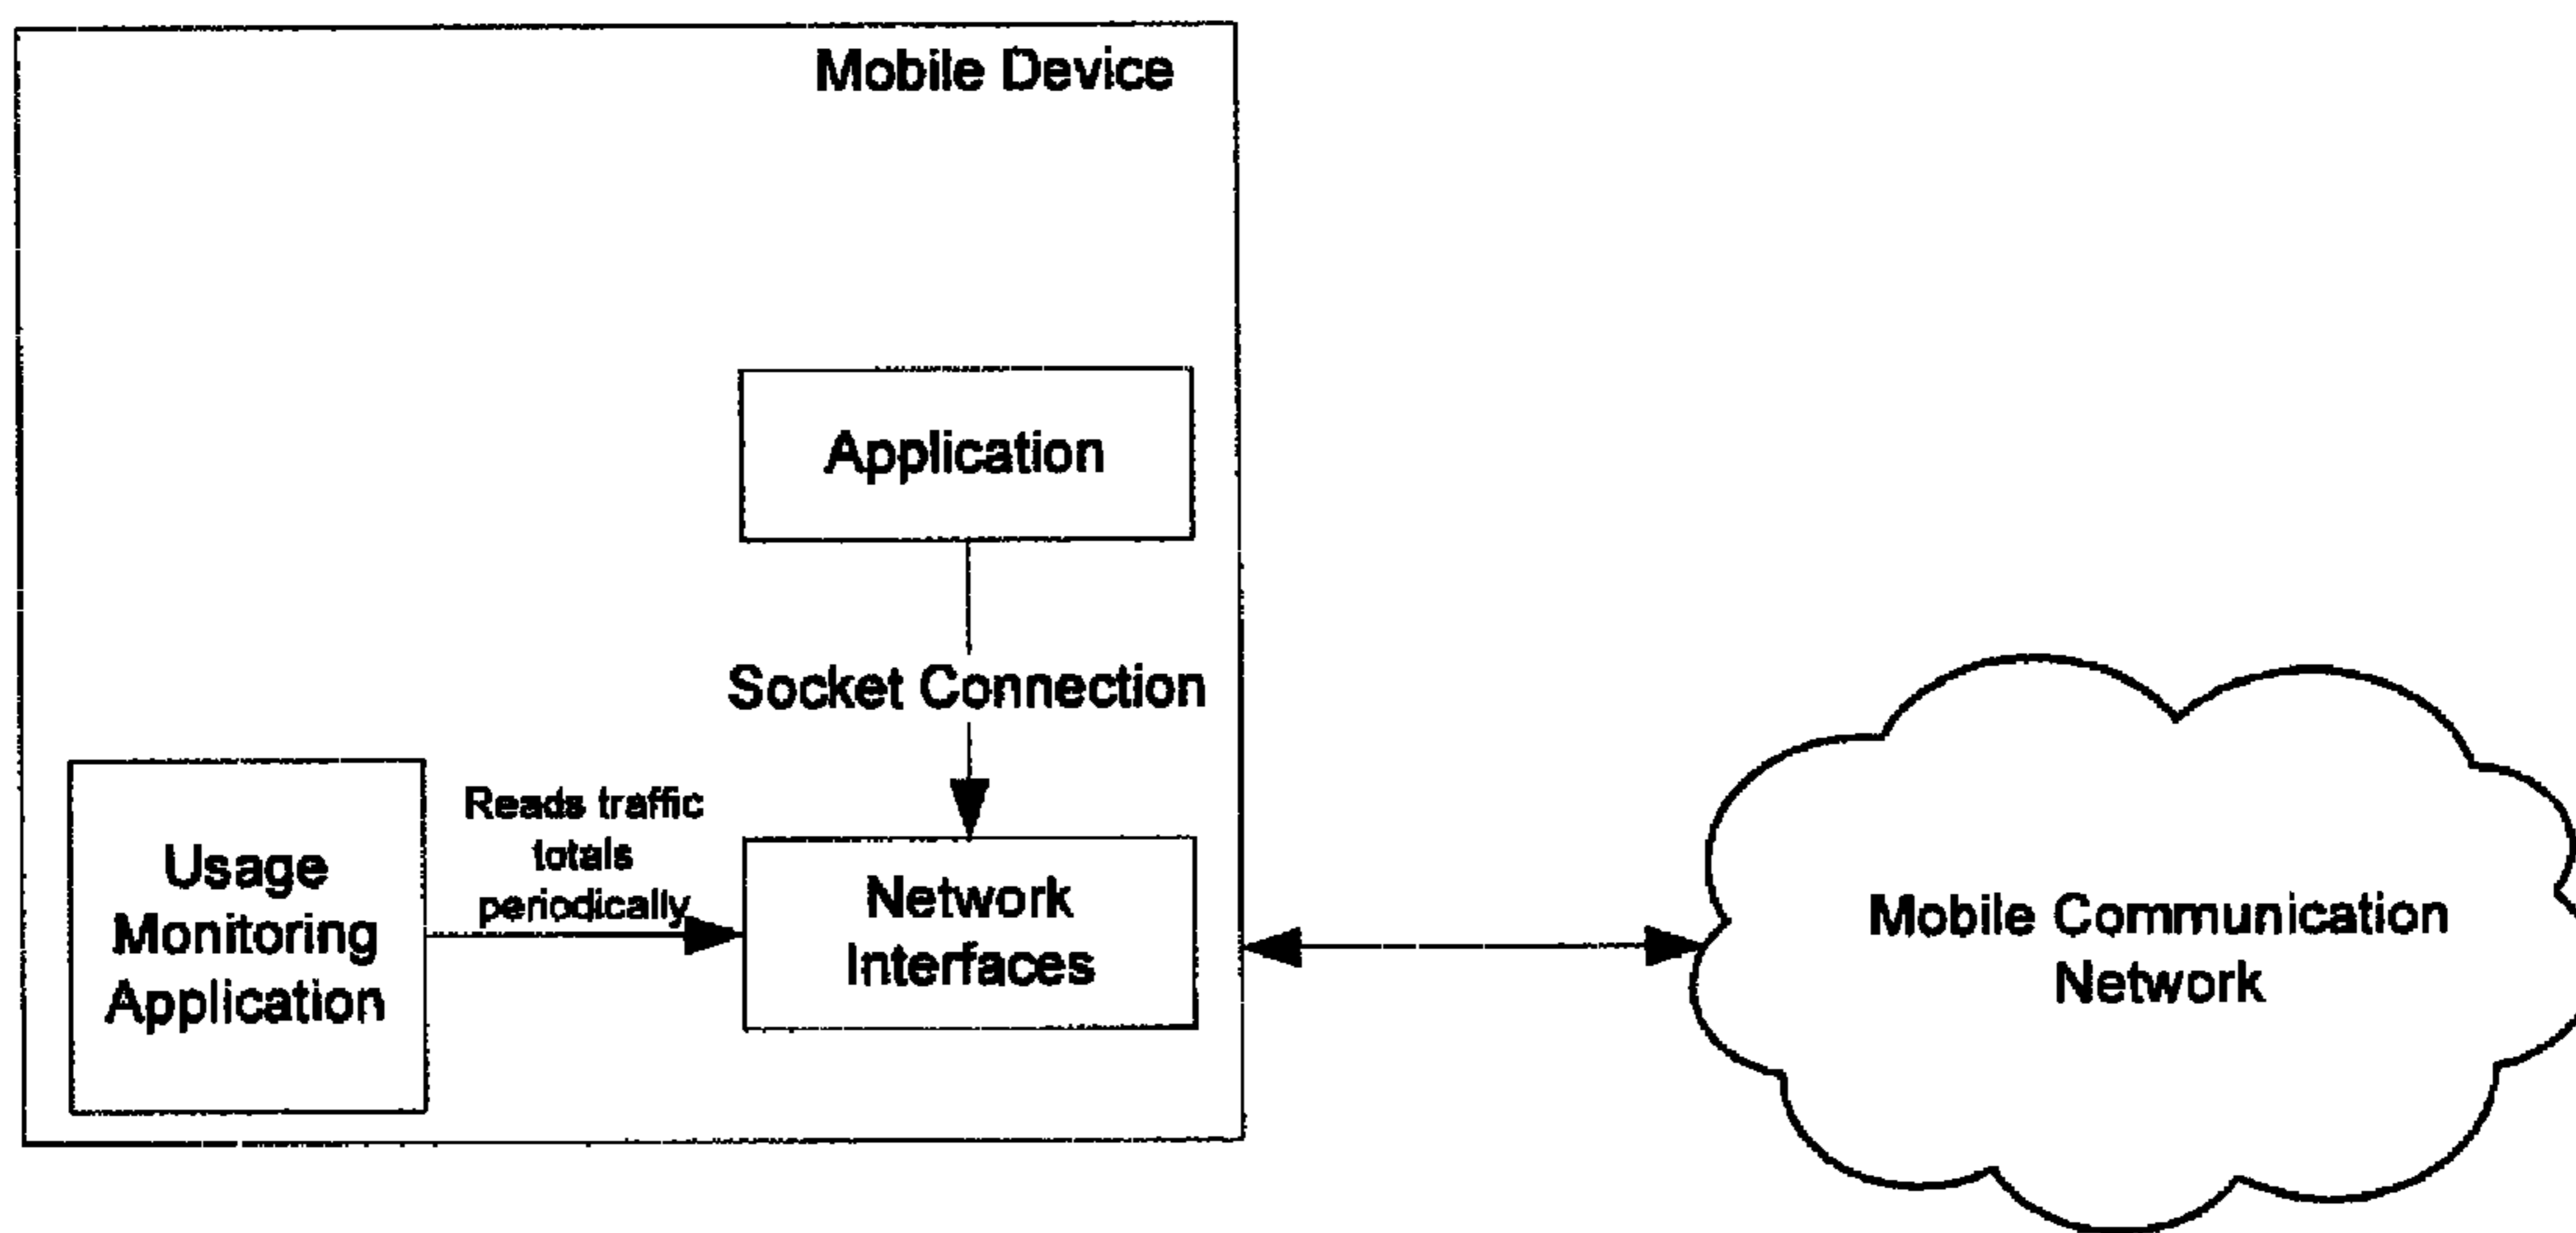 Mobile Device
Application
Socket Connection
Reads traffic
totals
periodically
Usage
Monitoring
Application
Network
Interfaces
Mobile Communication
Network